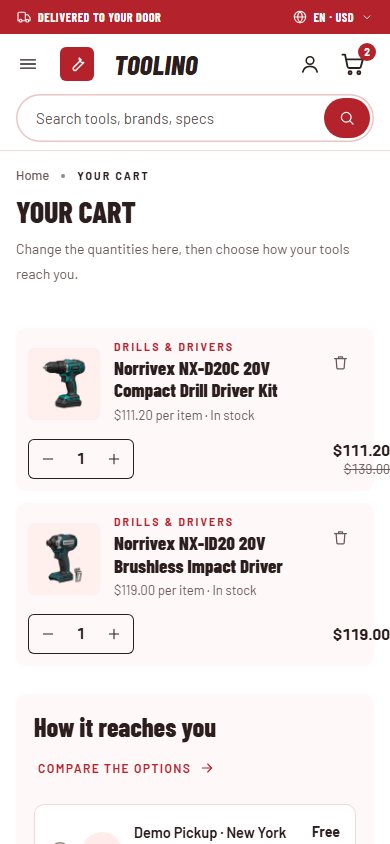 DELIVERED TO YOUR DOOR
EN · USD
TOOLINO
2
Search tools, brands, specs
Home • YOUR CART
YOUR CART
Change the quantities here, then choose how your tools
reach you.
DRILLS & DRIVERS
Norrivex NX-D20C 20V
Compact Drill Driver Kit
$111.20 per item · In stock
1
$111.20
$139.00
DRILLS & DRIVERS
Norrivex NX-ID20 20V
Brushless Impact Driver
$119.00 per item · In stock
1
$119.00
How it reaches you
COMPARE THE OPTIONS →
Demo Pickup · New York
Free